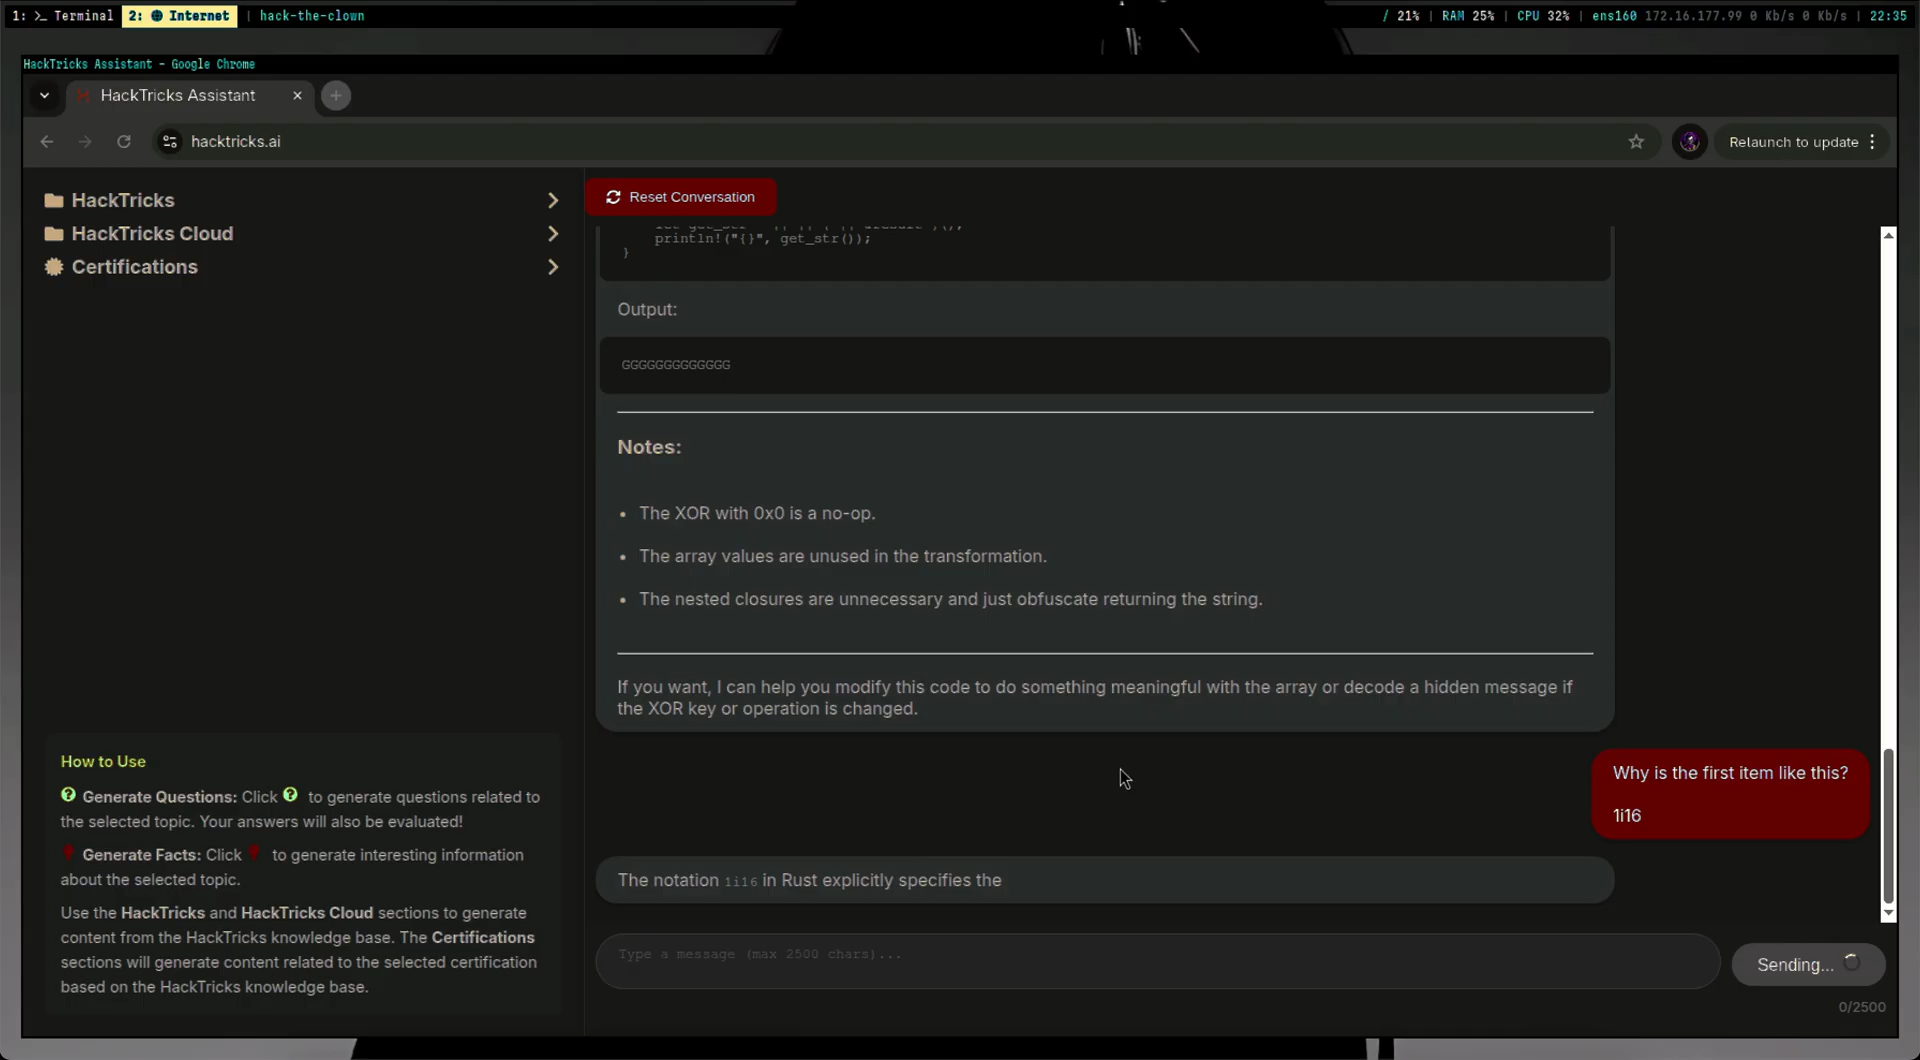 1: >_ Terminal 2: Internet | hack-the-clown / 21% | RAM 25% | CPU 32% | ens160 172.16.177.99 0 Kb/s 0 Kb/s | 22:35
HackTricks Assistant - Google Chrome
HackTricks Assistant
hacktricks.ai
Relaunch to update
HackTricks
HackTricks Cloud
Certifications
Reset Conversation
println!("{}", get_str());
}
Output:
GGGGGGGGGGGGGG
Notes:
• The XOR with 0x0 is a no-op.
• The array values are unused in the transformation.
• The nested closures are unnecessary and just obfuscate returning the string.
If you want, I can help you modify this code to do something meaningful with the array or decode a hidden message if
the XOR key or operation is changed.
Why is the first item like this?
1i16
The notation 1i16 in Rust explicitly specifies the
Type a message (max 2500 chars)...
Sending...
0/2500
How to Use
Generate Questions: Click to generate questions related to
the selected topic. Your answers will also be evaluated!
Generate Facts: Click to generate interesting information
about the selected topic.
Use the HackTricks and HackTricks Cloud sections to generate
content from the HackTricks knowledge base. The Certifications
sections will generate content related to the selected certification
based on the HackTricks knowledge base.